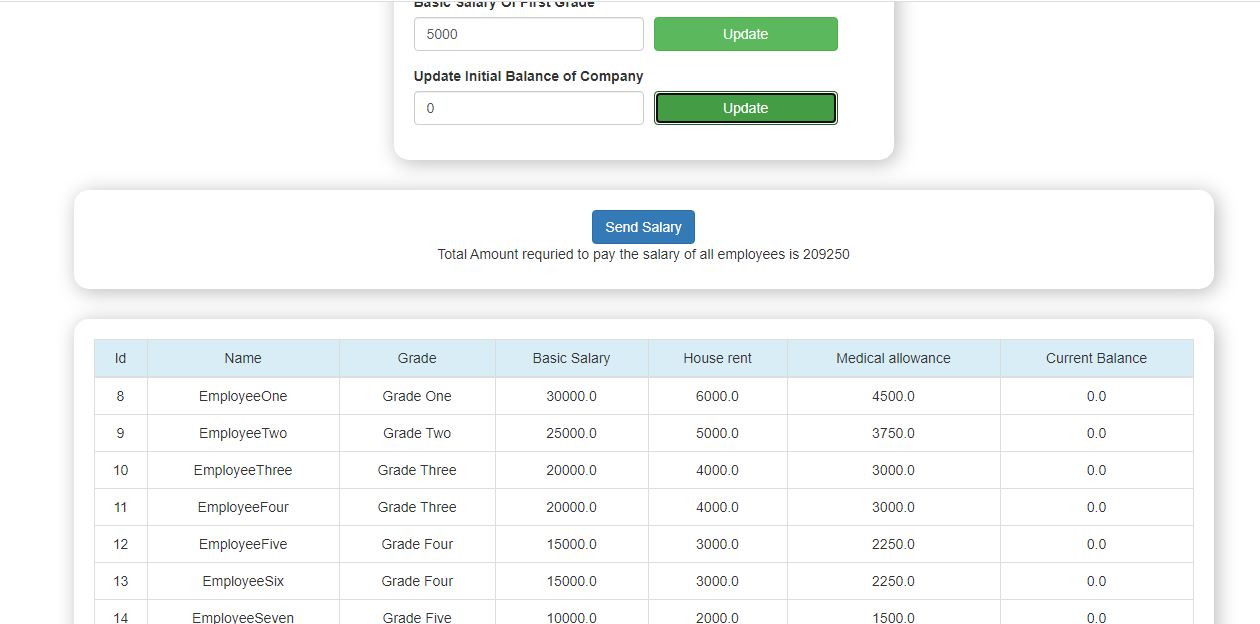 Basic Salary Of First Grade
5000 Update
Update Initial Balance of Company
0 Update
Send Salary
Total Amount requried to pay the salary of all employees is 209250
Id Name Grade Basic Salary House rent Medical allowance Current Balance
8 EmployeeOne Grade One 30000.0 6000.0 4500.0 0.0
9 EmployeeTwo Grade Two 25000.0 5000.0 3750.0 0.0
10 EmployeeThree Grade Three 20000.0 4000.0 3000.0 0.0
11 EmployeeFour Grade Three 20000.0 4000.0 3000.0 0.0
12 EmployeeFive Grade Four 15000.0 3000.0 2250.0 0.0
13 EmployeeSix Grade Four 15000.0 3000.0 2250.0 0.0
14 EmployeeSeven Grade Five 10000.0 2000.0 1500.0 0.0